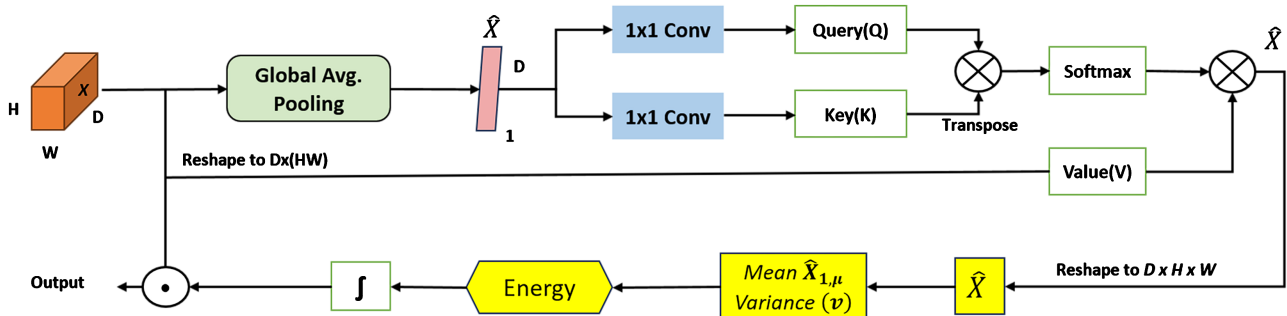 X̂
X̂
D
1x1 Conv
Query(Q)
Global Avg.
Pooling
Softmax
X
H
D
W
1
1x1 Conv
Key(K)
Transpose
Reshape to Dx(HW)
Value(V)
Output
∫
Energy
Mean X̂₁,μ
Variance (v)
X̂
Reshape to D x H x W